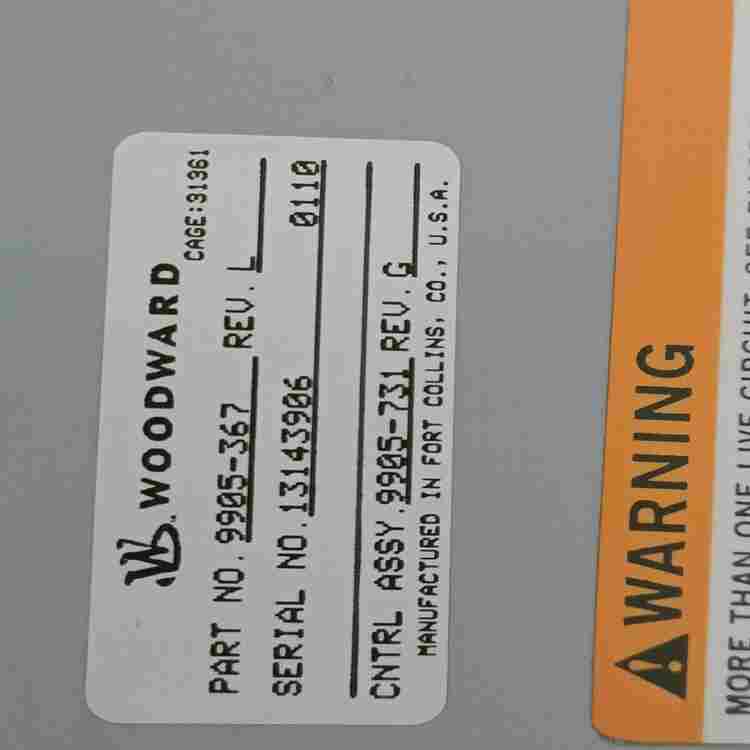 WOODWARD
CAGE:31361
PART NO. 9905-367 REV. L
SERIAL NO. 13143906 0110
CNTRL ASSY. 9905-731 REV. G
MANUFACTURED IN FORT COLLINS, CO., U.S.A.
WARNING
MORE THAN ONE LIVE CIRCUIT.